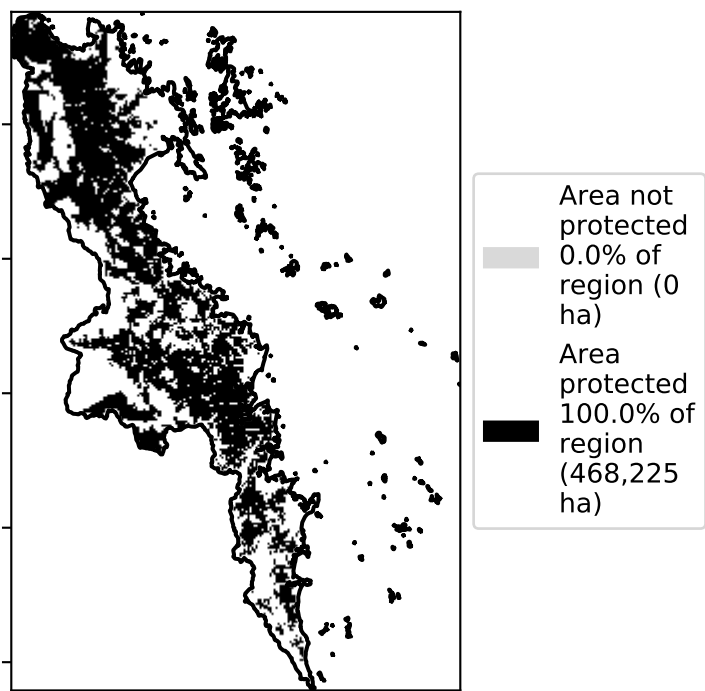 Area not
protected
0.0% of
region (0
ha)
Area
protected
100.0% of
region
(468,225
ha)